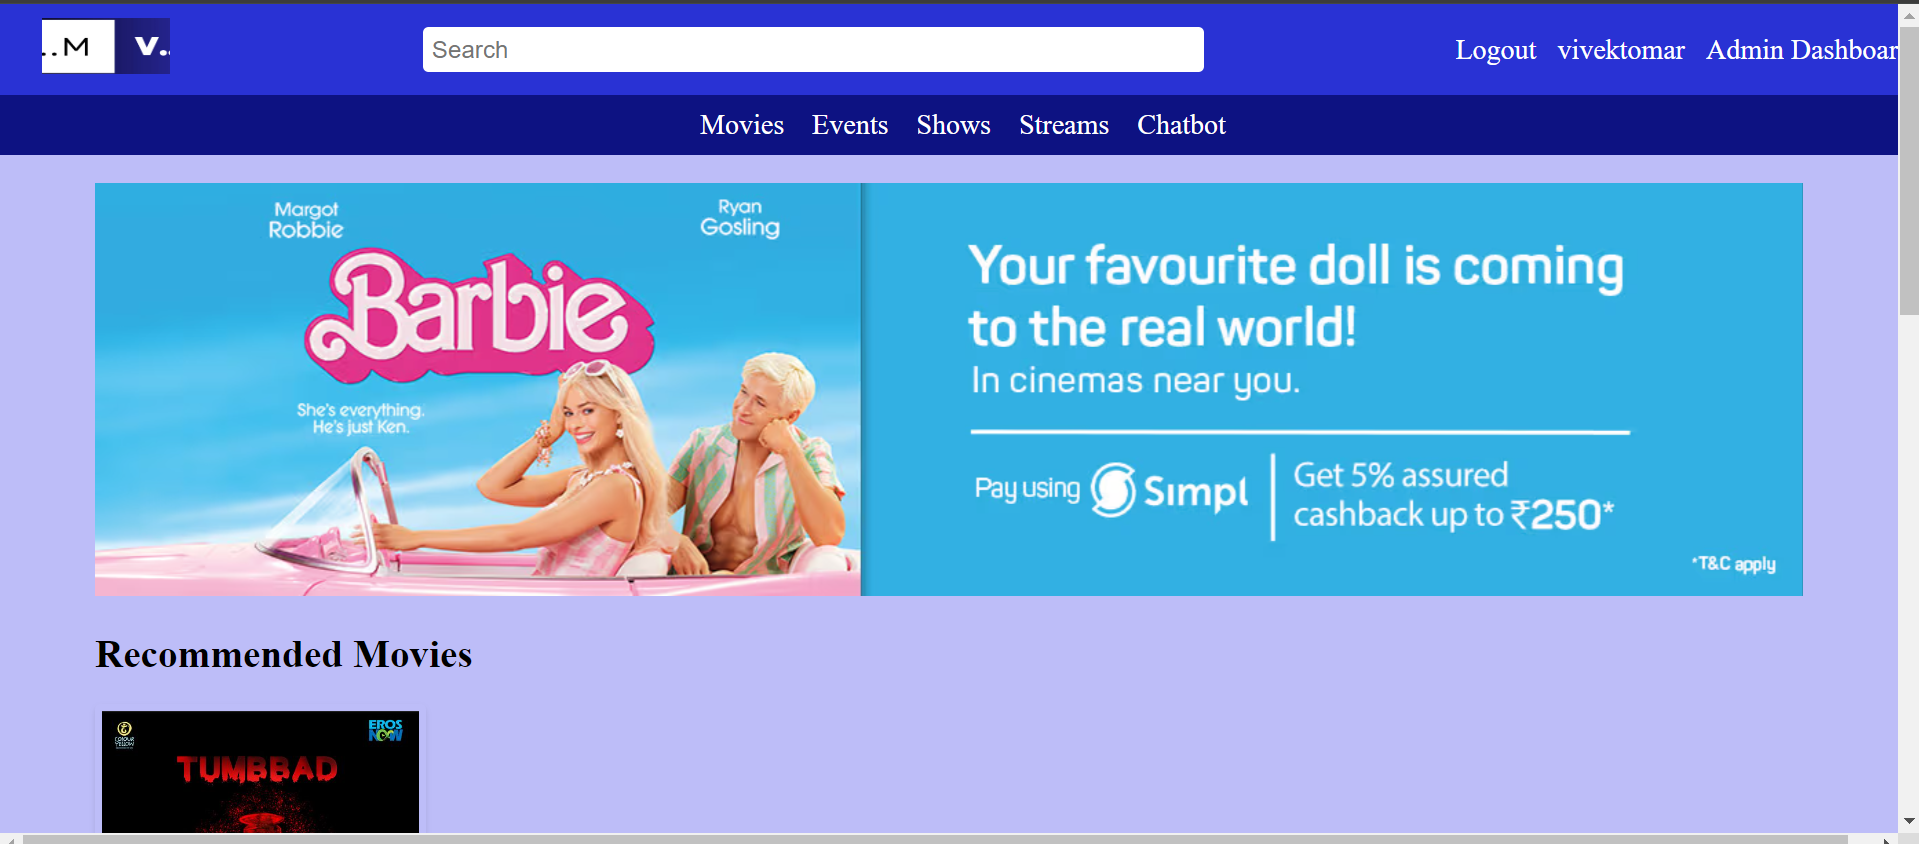 ..M V..
Search
Logout vivektomar Admin Dashboar
Movies Events Shows Streams Chatbot
Margot
Robbie
Ryan
Gosling
Barbie
She's everything.
He's just Ken.
Your favourite doll is coming
to the real world!
In cinemas near you.
Pay using Simpl
Get 5% assured
cashback up to ₹250*
*T&C apply
Recommended Movies
COLOUR
YELLOW
EROS
NOW
TUMBBAD